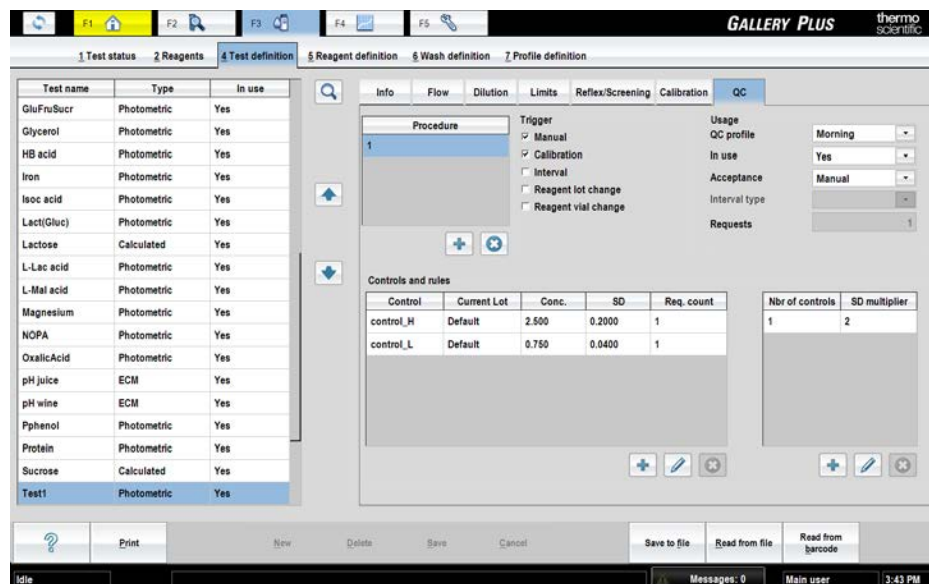 F1 F2 F3 F4 F5 GALLERY PLUS thermo scientific
1 Test status 2 Reagents 4 Test definition 5 Reagent definition 6 Wash definition 7 Profile definition
Test name Type In use
GluFruSucr Photometric Yes
Glycerol Photometric Yes
HB acid Photometric Yes
Iron Photometric Yes
Isoc acid Photometric Yes
Lact(Gluc) Photometric Yes
Lactose Calculated Yes
L-Lac acid Photometric Yes
L-Mal acid Photometric Yes
Magnesium Photometric Yes
NOPA Photometric Yes
OxalicAcid Photometric Yes
pH juice ECM Yes
pH wine ECM Yes
Pphenol Photometric Yes
Protein Photometric Yes
Sucrose Calculated Yes
Test1 Photometric Yes
Info Flow Dilution Limits Reflex/Screening Calibration QC
Procedure
1
Trigger
Manual
Calibration
Interval
Reagent lot change
Reagent vial change
Usage
QC profile Morning
In use Yes
Acceptance Manual
Interval type
Requests 1
Controls and rules
Control Current Lot Conc. SD Req. count
control_H Default 2.500 0.2000 1
control_L Default 0.750 0.0400 1
Nbr of controls SD multiplier
1 2
? Print New Delete Save Cancel Save to file Read from file Read from barcode
Idle Messages: 0 Main user 3:43 PM